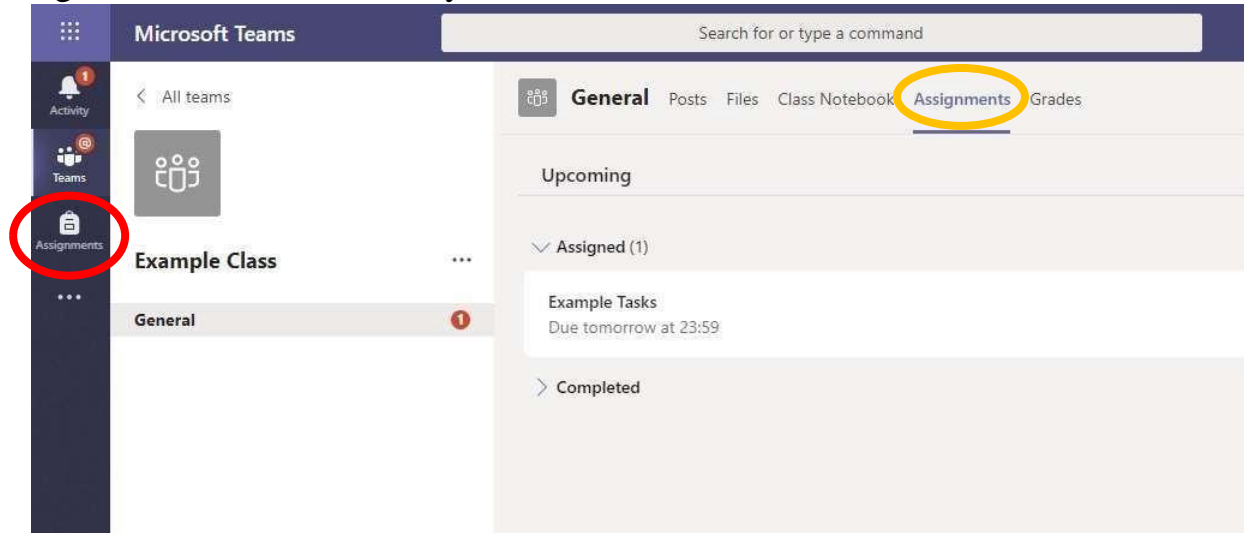 Microsoft Teams
Search for or type a command
1
Activity
@
Teams
Assignments
All teams
Example Class
General
1
General Posts Files Class Notebook Assignments Grades
Upcoming
Assigned (1)
Example Tasks
Due tomorrow at 23:59
Completed